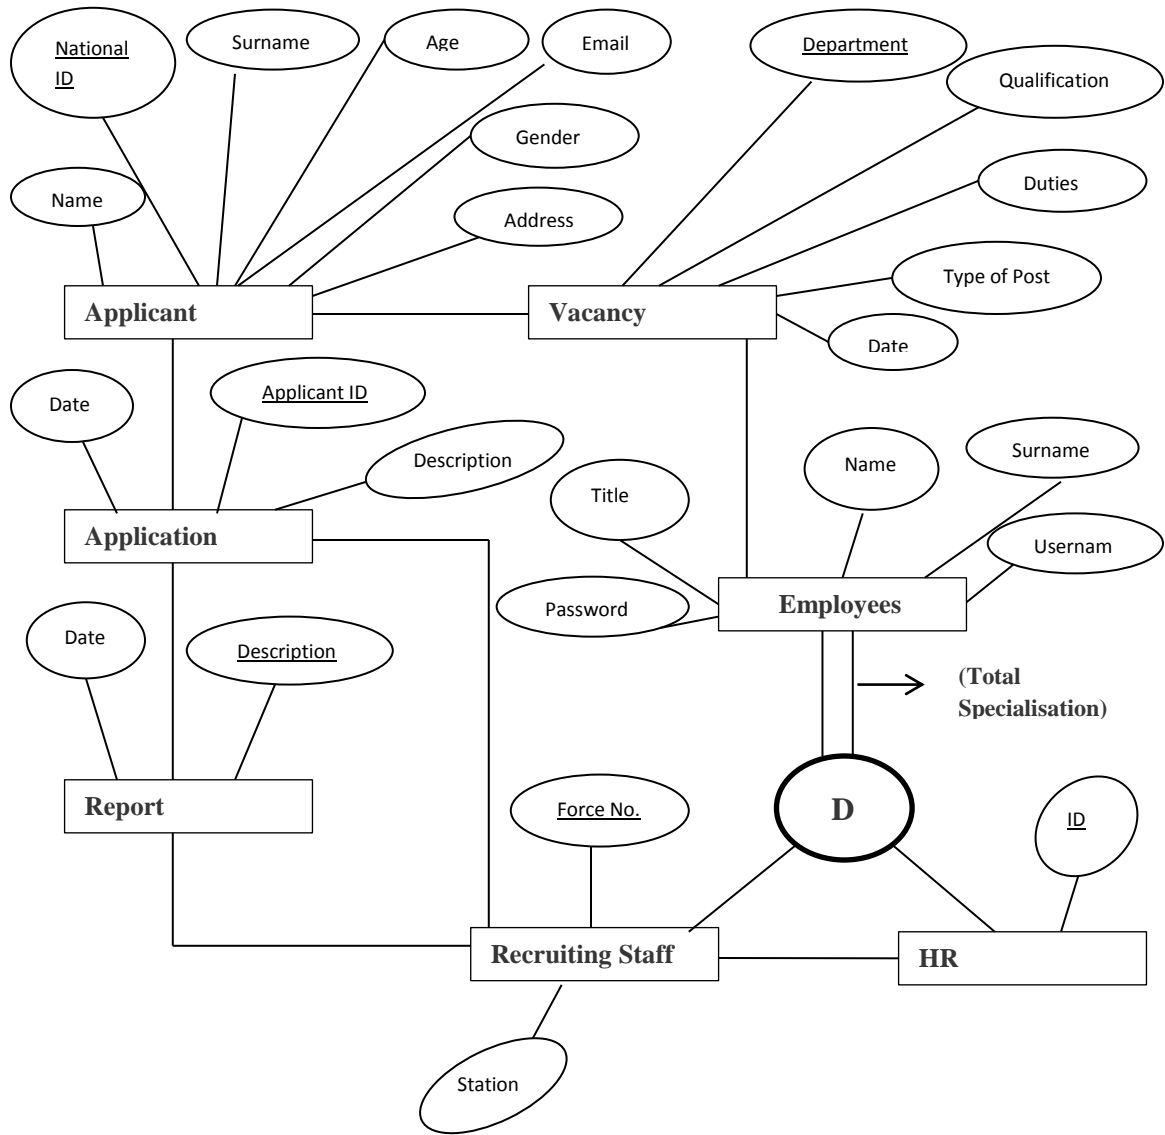 National
ID
Surname
Age
Email
Department
Qualification
Gender
Name
Address
Duties
Type of Post
Applicant
Vacancy
Date
Date
Applicant ID
Description
Name
Surname
Title
Application
Usernam
Password
Employees
Date
Description
(Total
Specialisation)
Report
Force No.
D
ID
Recruiting Staff
HR
Station